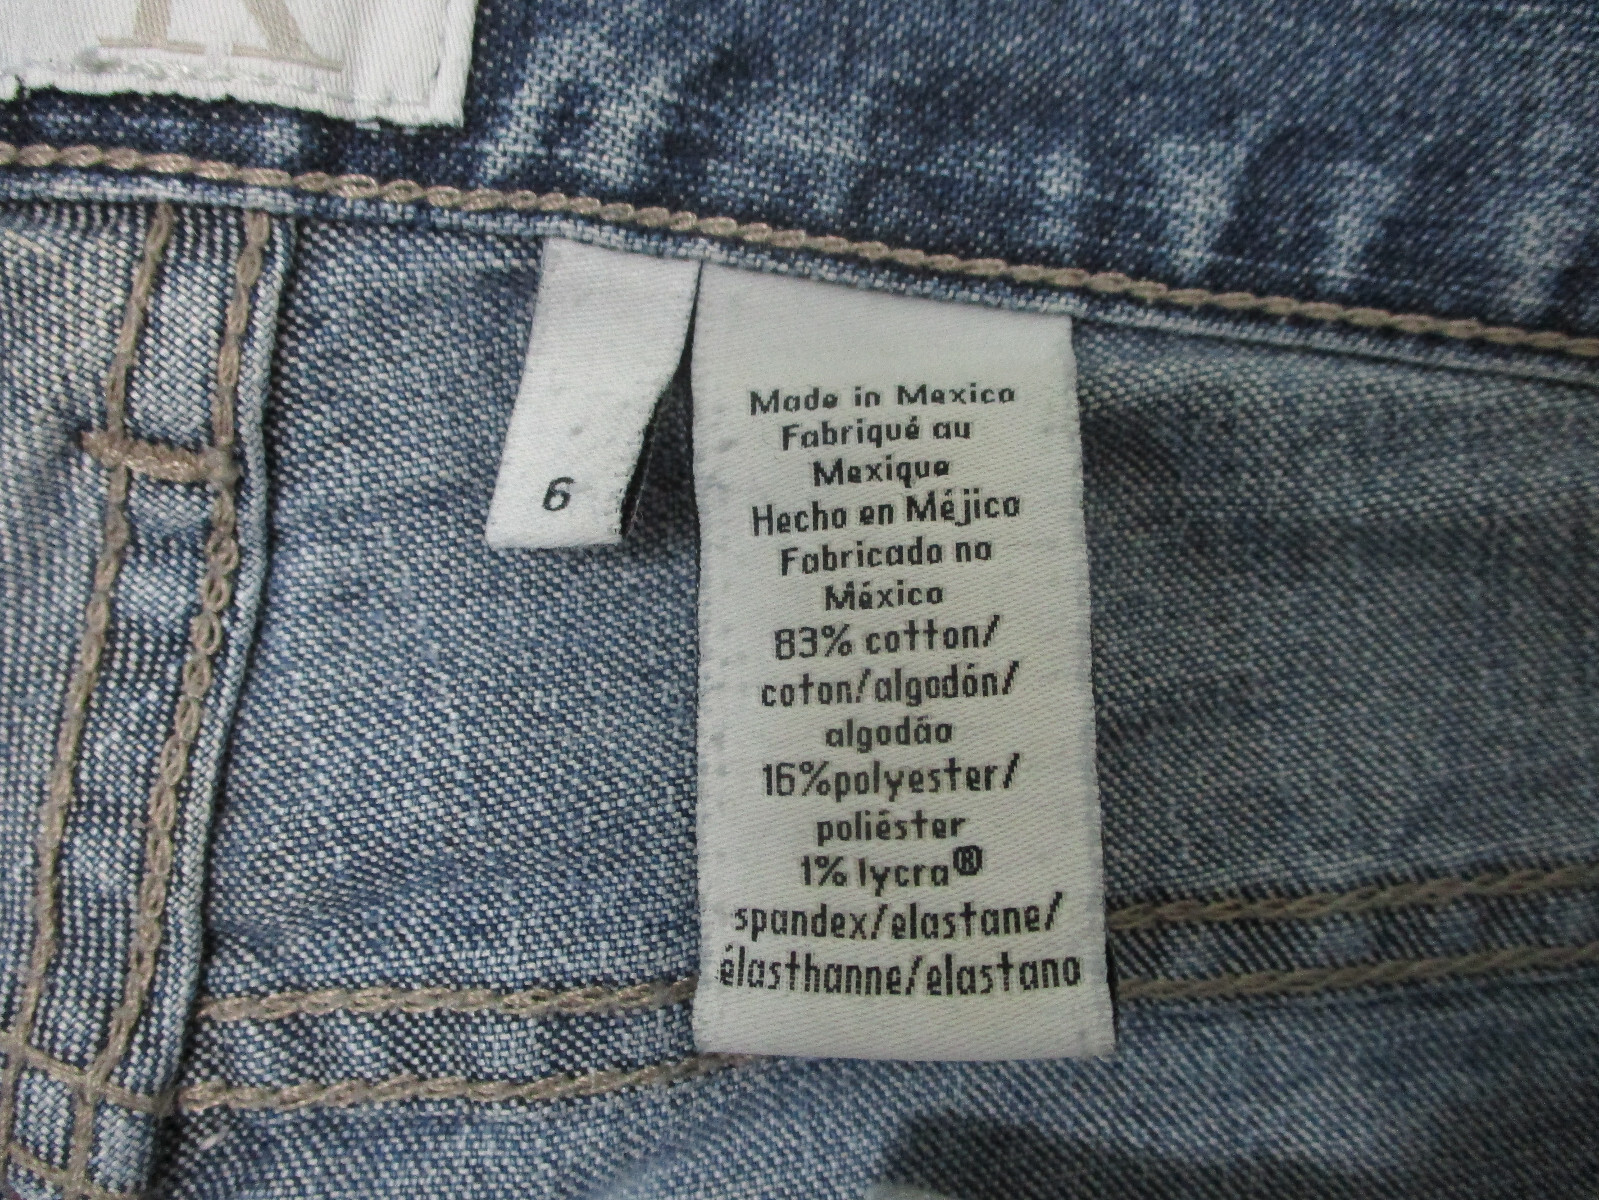 6
Made in Mexico
Fabriqué au
Mexique
Hecho en Méjico
Fabricado no
México
83% cotton/
coton/algodón/
algodão
16%polyester/
poliéster
1% lycra®
spandex/elastane/
élasthanne/elastano